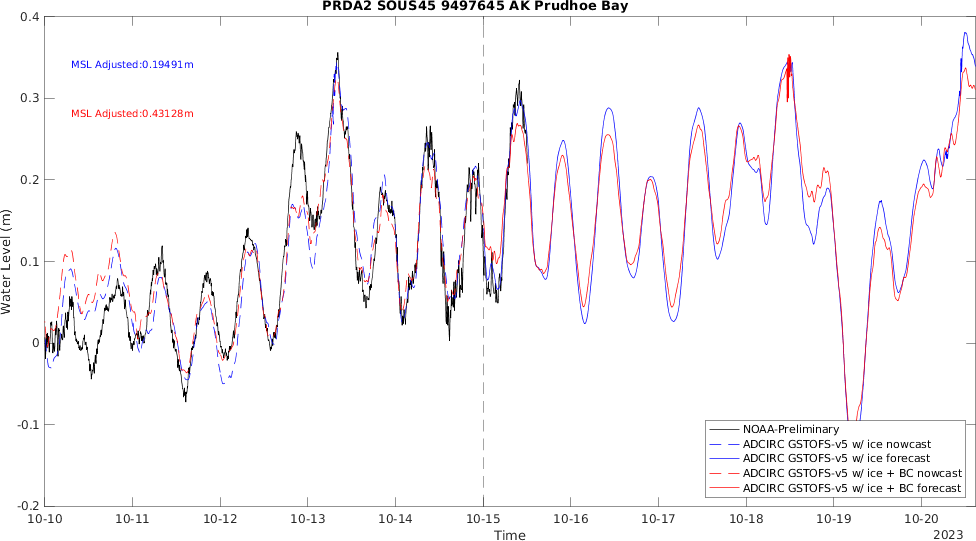 PRDA2 SOUS45 9497645 AK Prudhoe Bay
MSL Adjusted:0.19491m
MSL Adjusted:0.43128m
Water Level (m)
0.4
0.3
0.2
0.1
0
-0.1
-0.2
NOAA-Preliminary
ADCIRC GSTOFS-v5 w/ ice nowcast
ADCIRC GSTOFS-v5 w/ ice forecast
ADCIRC GSTOFS-v5 w/ ice + BC nowcast
ADCIRC GSTOFS-v5 w/ ice + BC forecast
10-10 10-11 10-12 10-13 10-14 10-15 10-16 10-17 10-18 10-19 10-20
Time
2023